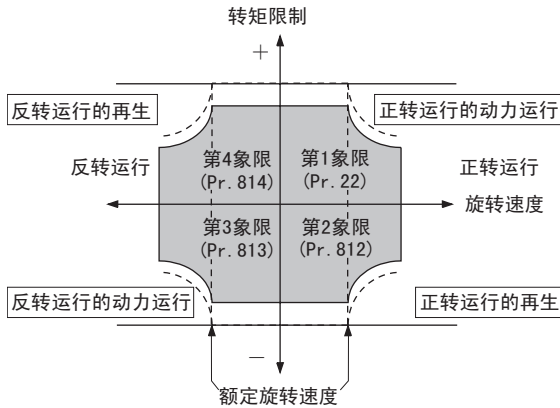 转矩限制
+
反转运行的再生
正转运行的动力运行
反转运行
第4象限
(Pr.814)
第1象限
(Pr.22)
正转运行
旋转速度
第3象限
(Pr.813)
第2象限
(Pr.812)
反转运行的动力运行
正转运行的再生
−
额定旋转速度